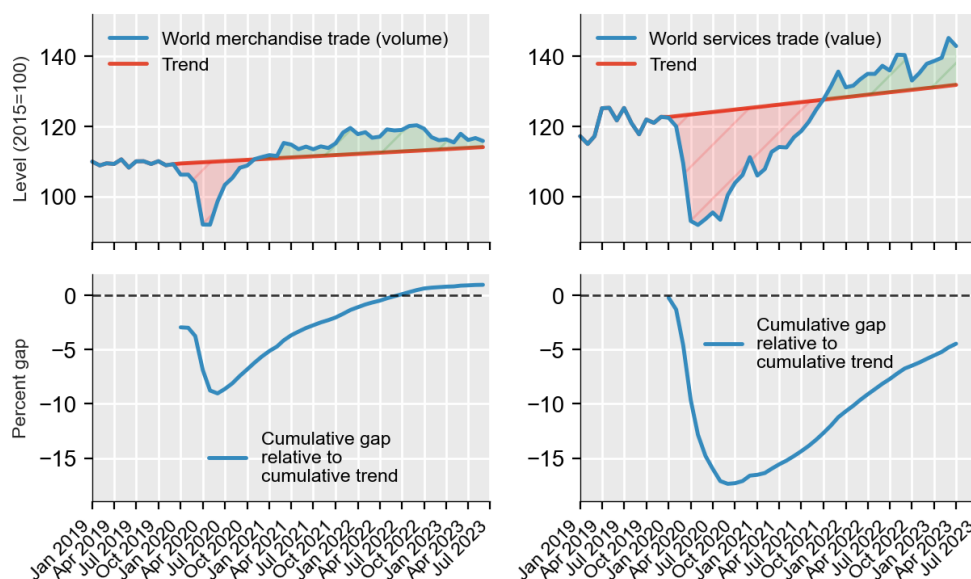 World merchandise trade (volume)
Trend
Level (2015=100)
140
120
100
World services trade (value)
Trend
140
120
100
Percent gap
0
−5
−10
−15
Cumulative gap
relative to
cumulative trend
0
−5
−10
−15
Cumulative gap
relative to
cumulative trend
Jan 2019
Apr 2019
Jul 2019
Oct 2019
Jan 2020
Apr 2020
Jul 2020
Oct 2020
Jan 2021
Apr 2021
Jul 2021
Oct 2021
Jan 2022
Apr 2022
Jul 2022
Oct 2022
Jan 2023
Apr 2023
Jul 2023
Jan 2019
Apr 2019
Jul 2019
Oct 2019
Jan 2020
Apr 2020
Jul 2020
Oct 2020
Jan 2021
Apr 2021
Jul 2021
Oct 2021
Jan 2022
Apr 2022
Jul 2022
Oct 2022
Jan 2023
Apr 2023
Jul 2023